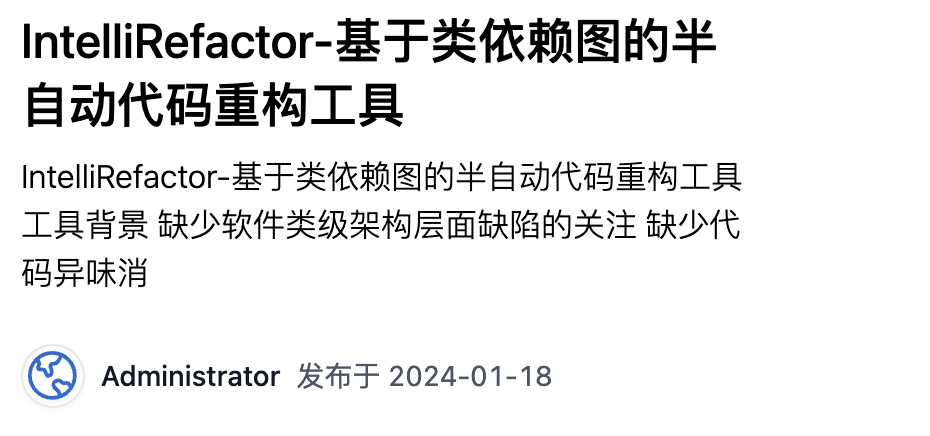 IntelliRefactor-基于类依赖图的半
自动代码重构工具
IntelliRefactor-基于类依赖图的半自动代码重构工具
工具背景 缺少软件类级架构层面缺陷的关注 缺少代
码异味消
Administrator 发布于 2024-01-18